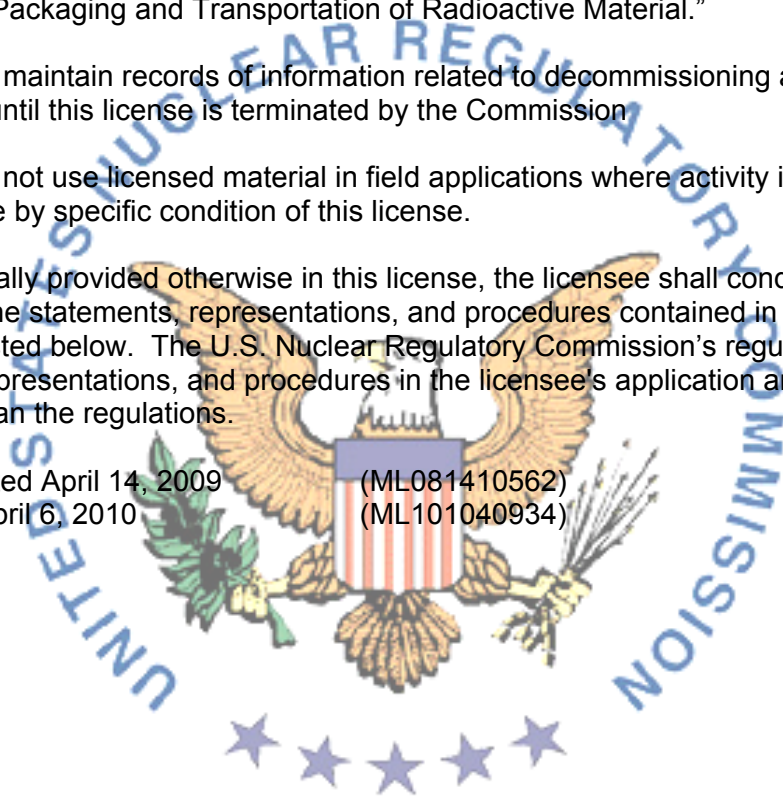 Packaging and Transportation of Radioactive Material.”
maintain records of information related to decommissioning a
until this license is terminated by the Commission
not use licensed material in field applications where activity i
e by specific condition of this license.
ally provided otherwise in this license, the licensee shall conc
ne statements, representations, and procedures contained in
ted below.  The U.S. Nuclear Regulatory Commission’s regu
presentations, and procedures in the licensee's application a
an the regulations.
ed April 14, 2009 (ML081410562)
oril 6, 2010 (ML101040934)
UNITED STATES NUCLEAR REGULATORY COMMISSION